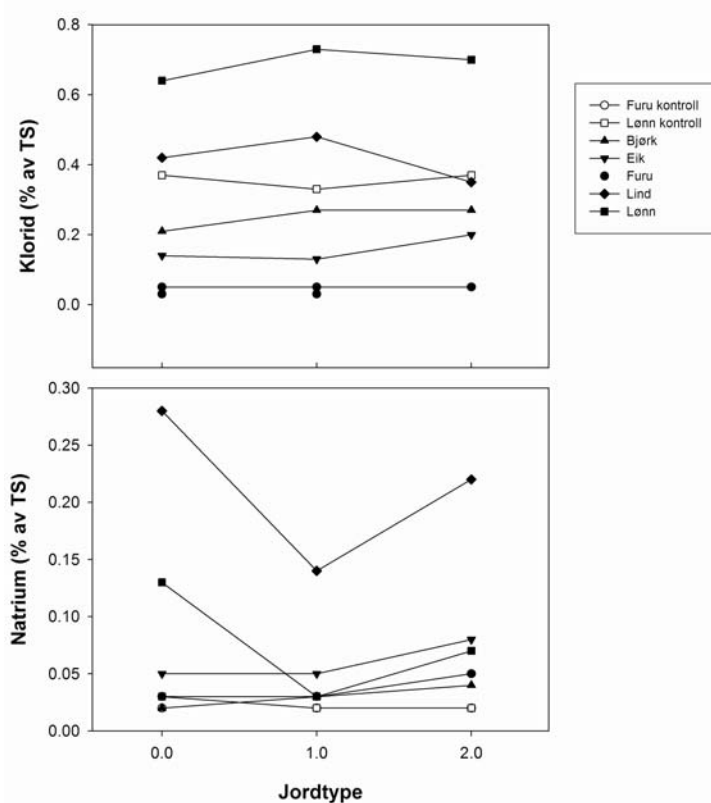 0.8
0.6
0.4
0.2
0.0
Klorid (% av TS)
Furu kontroll
Lønn kontroll
Bjørk
Eik
Furu
Lind
Lønn
0.30
0.25
0.20
0.15
0.10
0.05
0.00
Natrium (% av TS)
0.0 1.0 2.0
Jordtype